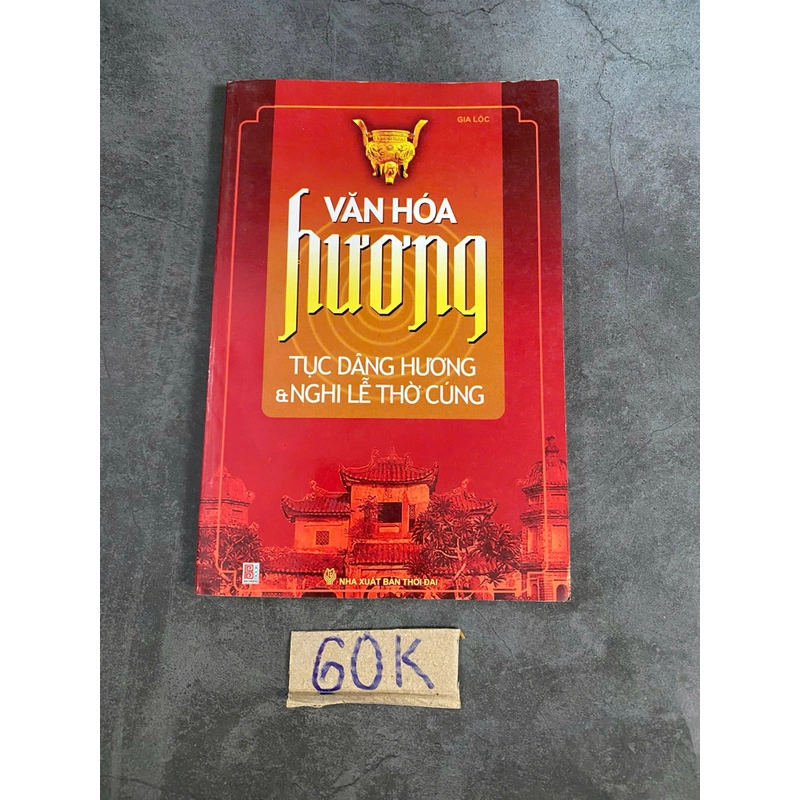 GIA LỘC
VĂN HÓA
hương
TỤC DÂNG HƯƠNG
& NGHI LỄ THỜ CÚNG
NHÀ XUẤT BẢN THỜI ĐẠI
60K